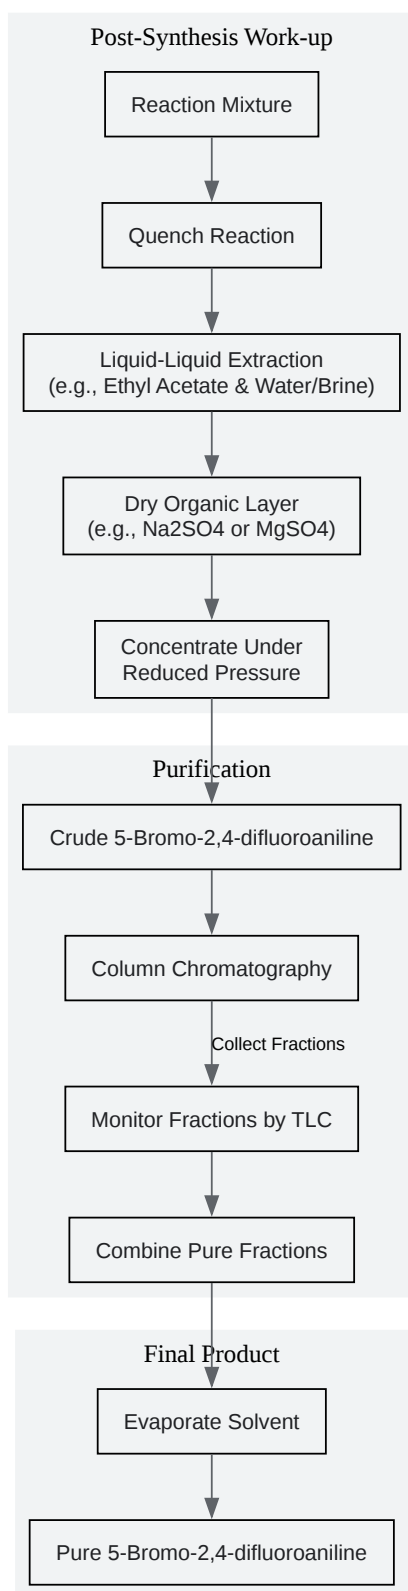 Post-Synthesis Work-up
Reaction Mixture
Quench Reaction
Liquid-Liquid Extraction
(e.g., Ethyl Acetate & Water/Brine)
Dry Organic Layer
(e.g., Na2SO4 or MgSO4)
Concentrate Under
Reduced Pressure
Purification
Crude 5-Bromo-2,4-difluoroaniline
Column Chromatography
Collect Fractions
Monitor Fractions by TLC
Combine Pure Fractions
Final Product
Evaporate Solvent
Pure 5-Bromo-2,4-difluoroaniline